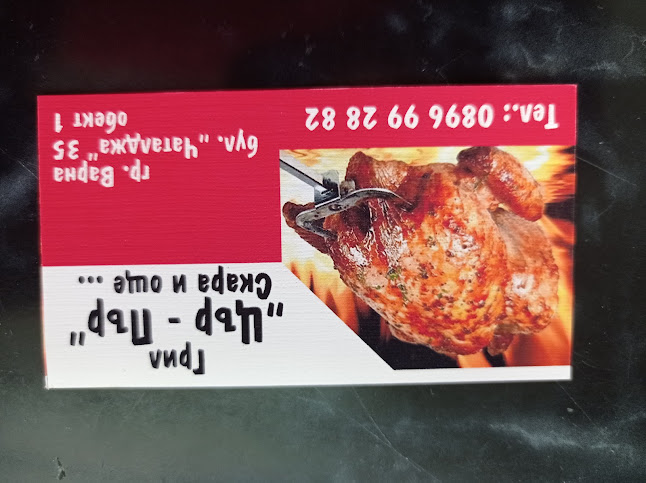 Грил
"Цър - Пър"
Скара и още ...
гр. Варна
бул. "Чаталджа" 35
обект 1
Тел.: 0896 99 28 82